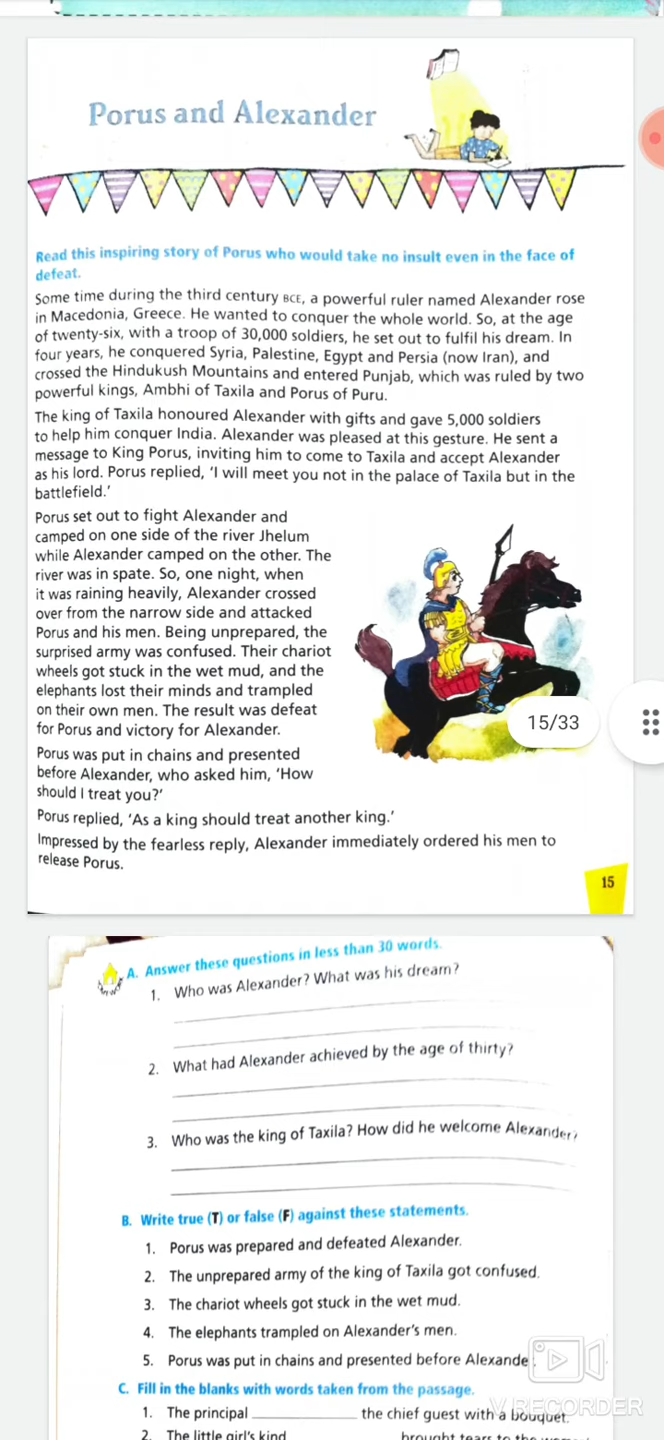 Porus and Alexander
Read this inspiring story of Porus who would take no insult even in the face of
defeat.
Some time during the third century BCE, a powerful ruler named Alexander rose
in Macedonia, Greece. He wanted to conquer the whole world. So, at the age
of twenty-six, with a troop of 30,000 soldiers, he set out to fulfil his dream. In
four years, he conquered Syria, Palestine, Egypt and Persia (now Iran), and
crossed the Hindukush Mountains and entered Punjab, which was ruled by two
powerful kings, Ambhi of Taxila and Porus of Puru.
The king of Taxila honoured Alexander with gifts and gave 5,000 soldiers
to help him conquer India. Alexander was pleased at this gesture. He sent a
message to King Porus, inviting him to come to Taxila and accept Alexander
as his lord. Porus replied, ‘I will meet you not in the palace of Taxila but in the
battlefield.’
Porus set out to fight Alexander and
camped on one side of the river Jhelum
while Alexander camped on the other. The
river was in spate. So, one night, when
it was raining heavily, Alexander crossed
over from the narrow side and attacked
Porus and his men. Being unprepared, the
surprised army was confused. Their chariot
wheels got stuck in the wet mud, and the
elephants lost their minds and trampled
on their own men. The result was defeat
for Porus and victory for Alexander.
15/33
Porus was put in chains and presented
before Alexander, who asked him, ‘How
should I treat you?’
Porus replied, ‘As a king should treat another king.’
Impressed by the fearless reply, Alexander immediately ordered his men to
release Porus.
15
A. Answer these questions in less than 30 words.
1. Who was Alexander? What was his dream?
2. What had Alexander achieved by the age of thirty?
3. Who was the king of Taxila? How did he welcome Alexander?
B. Write true (T) or false (F) against these statements.
1. Porus was prepared and defeated Alexander.
2. The unprepared army of the king of Taxila got confused.
3. The chariot wheels got stuck in the wet mud.
4. The elephants trampled on Alexander’s men.
5. Porus was put in chains and presented before Alexande
C. Fill in the blanks with words taken from the passage.
V RECORDER
1. The principal ____________ the chief guest with a bouquet.
2. The little girl’s kind ____________ brought tears to the